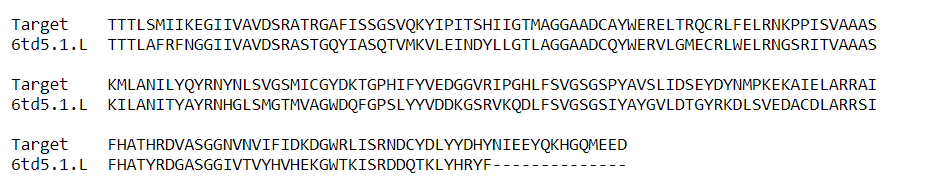 Target TTTLSMIIKEGIIVAVDSRATRGAFISSGSVQKYIPITSHIIGTMAGGAADCAYWERELTRQCRLFELRNKPPISVAAAS
6td5.1.L TTTLAFRFNGGIIVAVDSRASTGQYIASQTVMKVLEINDYLLGTLAGGAADCQYWERVLGMECRLWELRNGSRITVAAAS
Target KMLANILYQYRNYNLSVGSMICGYDKTGPHIFYVEDGGVRIPGHLFSVGSGSPYAVSLIDSEYDYNMPKEKAIELARRAI
6td5.1.L KILANITYAYRNHGLSMGTMVAGWDQFGPSLYYVDDKGSRVKQDLFSVGSGSIYAYGVLDTGYRKDLSVEDACDLARRSI
Target FHATHRDVASGGNVNVIFIDKDGWRLISRNDCYDLYYDHYNIEEYQKHGQMEED
6td5.1.L FHATYRDGASGGIVTVYHVHEKGWTKISRDDQTKLYHRYF--------------